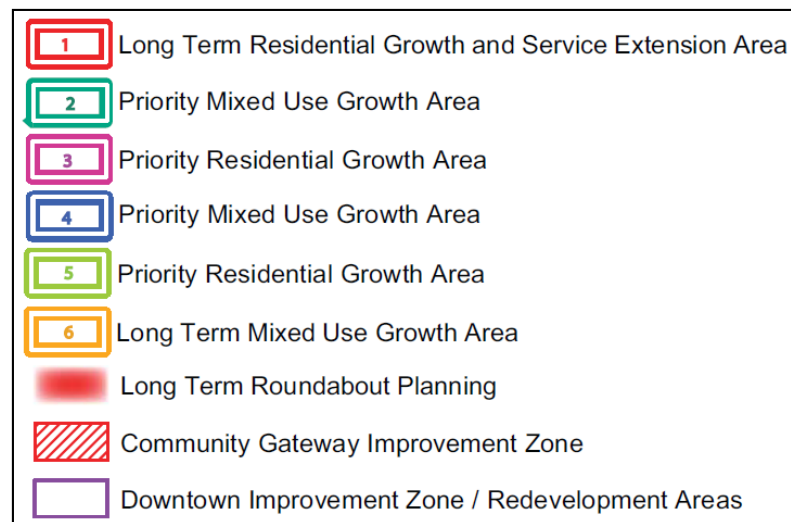 1 Long Term Residential Growth and Service Extension Area
2 Priority Mixed Use Growth Area
3 Priority Residential Growth Area
4 Priority Mixed Use Growth Area
5 Priority Residential Growth Area
6 Long Term Mixed Use Growth Area
Long Term Roundabout Planning
Community Gateway Improvement Zone
Downtown Improvement Zone / Redevelopment Areas